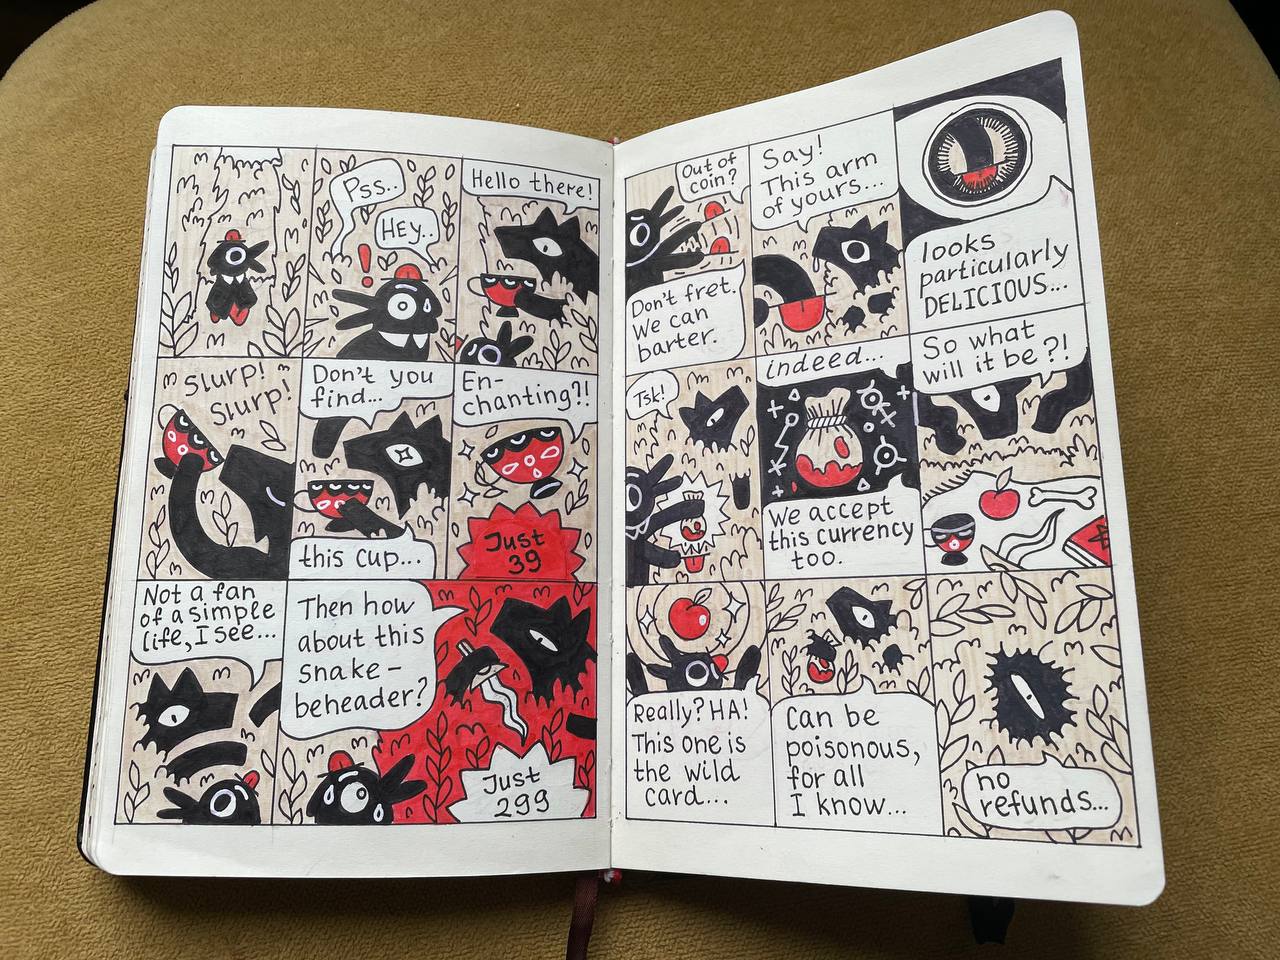 Pss..
Hey..
Hello there!
Slurp!
Slurp!
Don't you
find...
this cup...
En-
chanting?!
Just
39
Not a fan
of a simple
life, I see...
Then how
about this
snake-
beheader?
Just
299
Out of
coin?
Don't fret.
We can
barter.
Say!
This arm
of yours...
looks
particularly
DELICIOUS...
Tsk!
indeed...
we accept
this currency
too.
So what
will it be?!
Really? HA!
This one is
the wild
card...
Can be
poisonous,
for all
I know...
no
refunds...